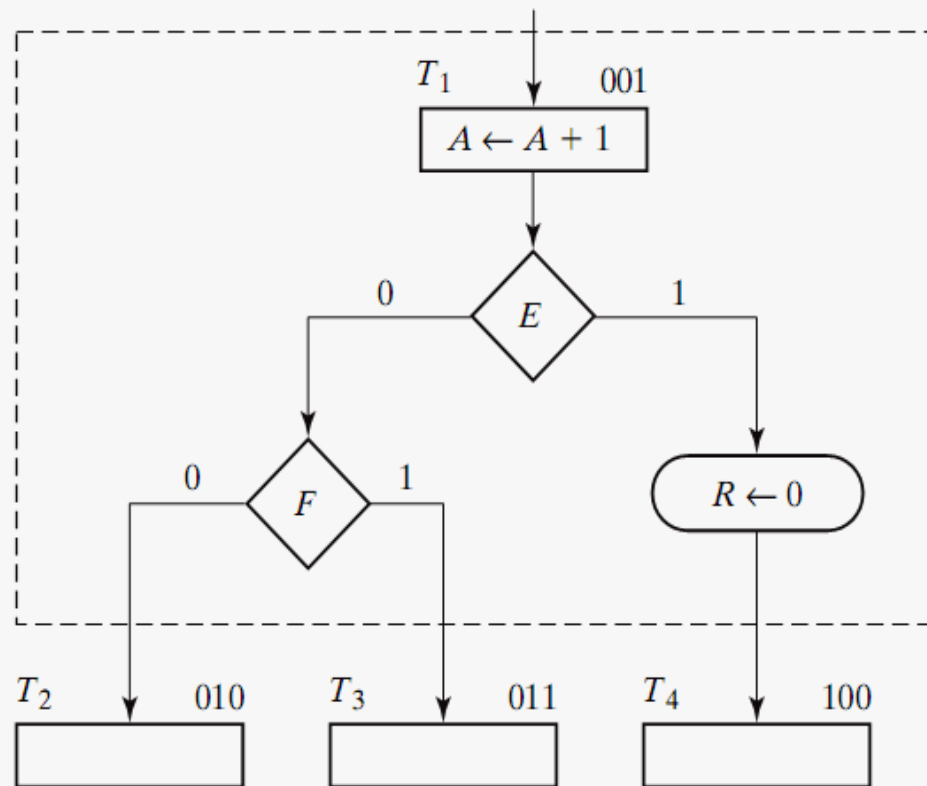 T₁ 001
A ← A + 1
0 E 1
0 F 1
R ← 0
T₂ 010 T₃ 011 T₄ 100